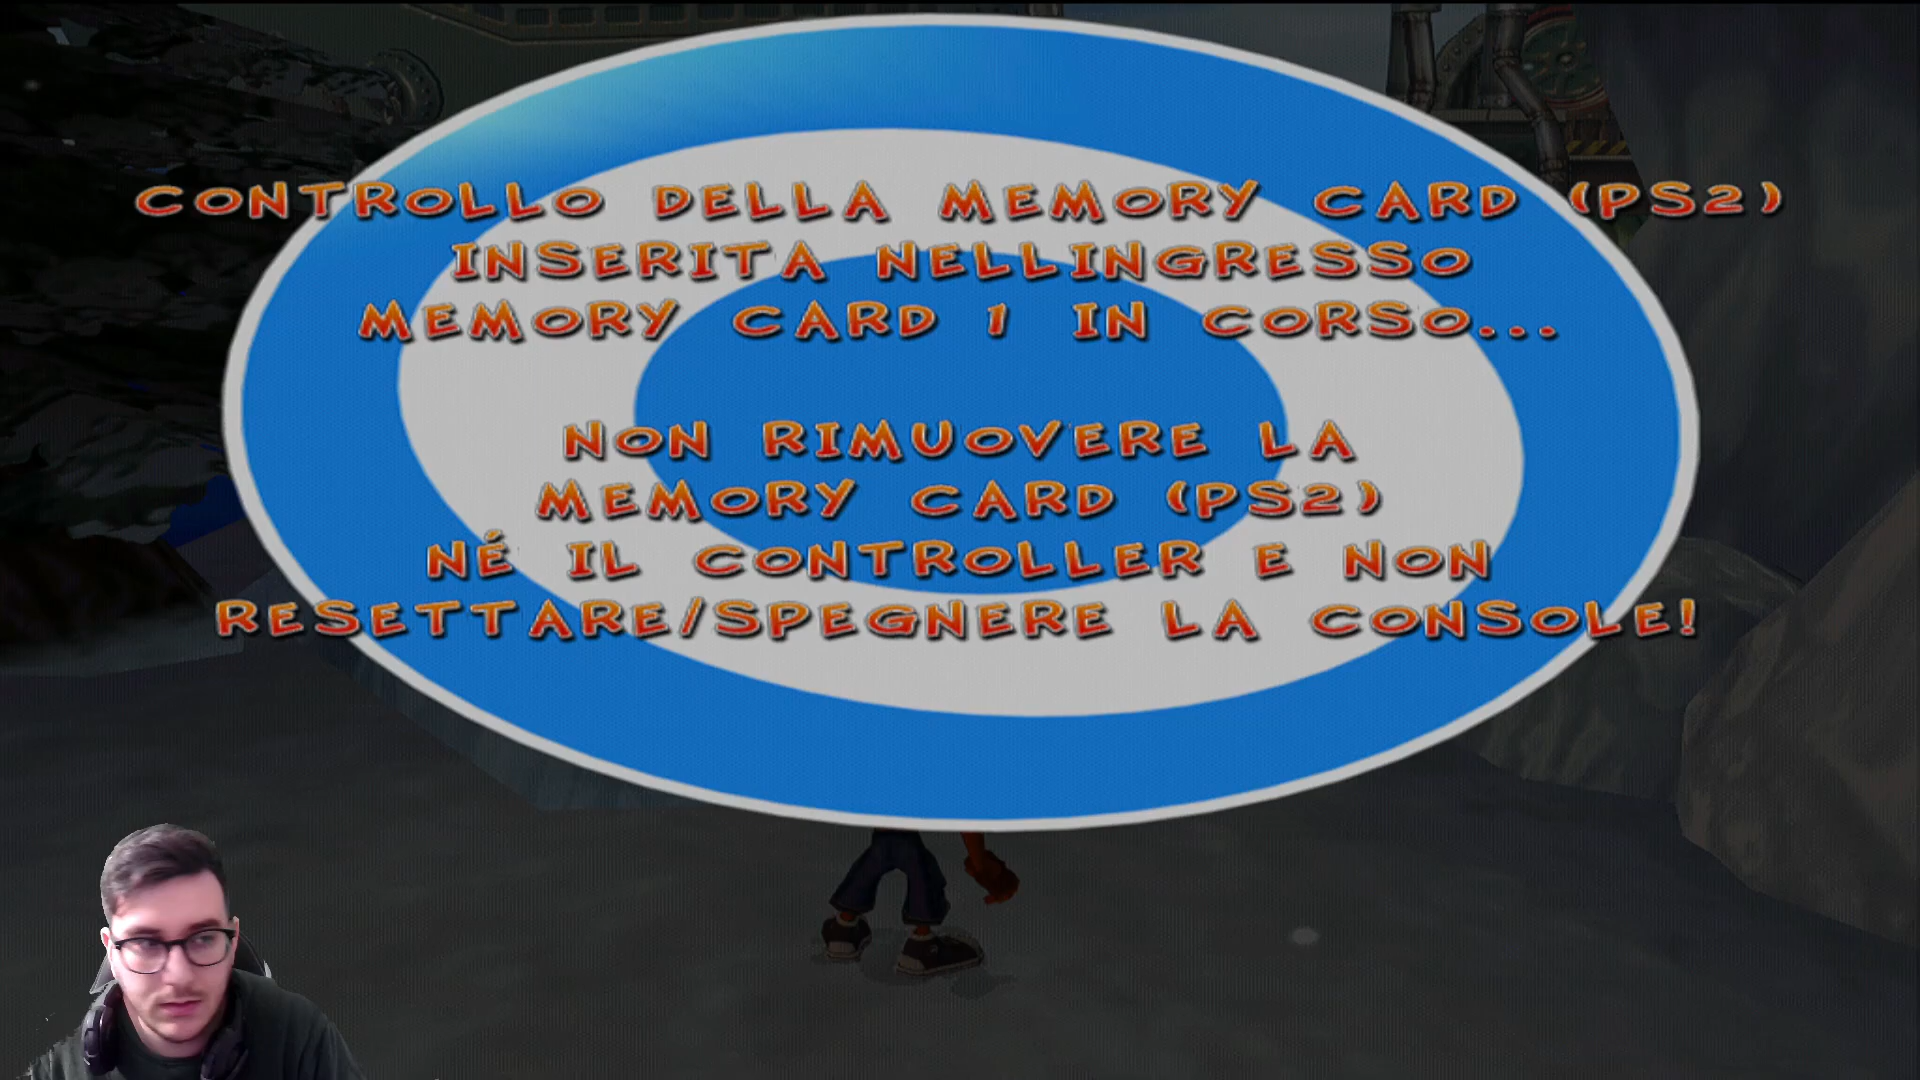 CONTROLLO DELLA MEMORY CARD (PS2)
INSERITA NELLINGRESSO
MEMORY CARD 1 IN CORSO...
NON RIMUOVERE LA
MEMORY CARD (PS2)
NÉ IL CONTROLLER E NON
RESETTARE/SPEGNERE LA CONSOLE!